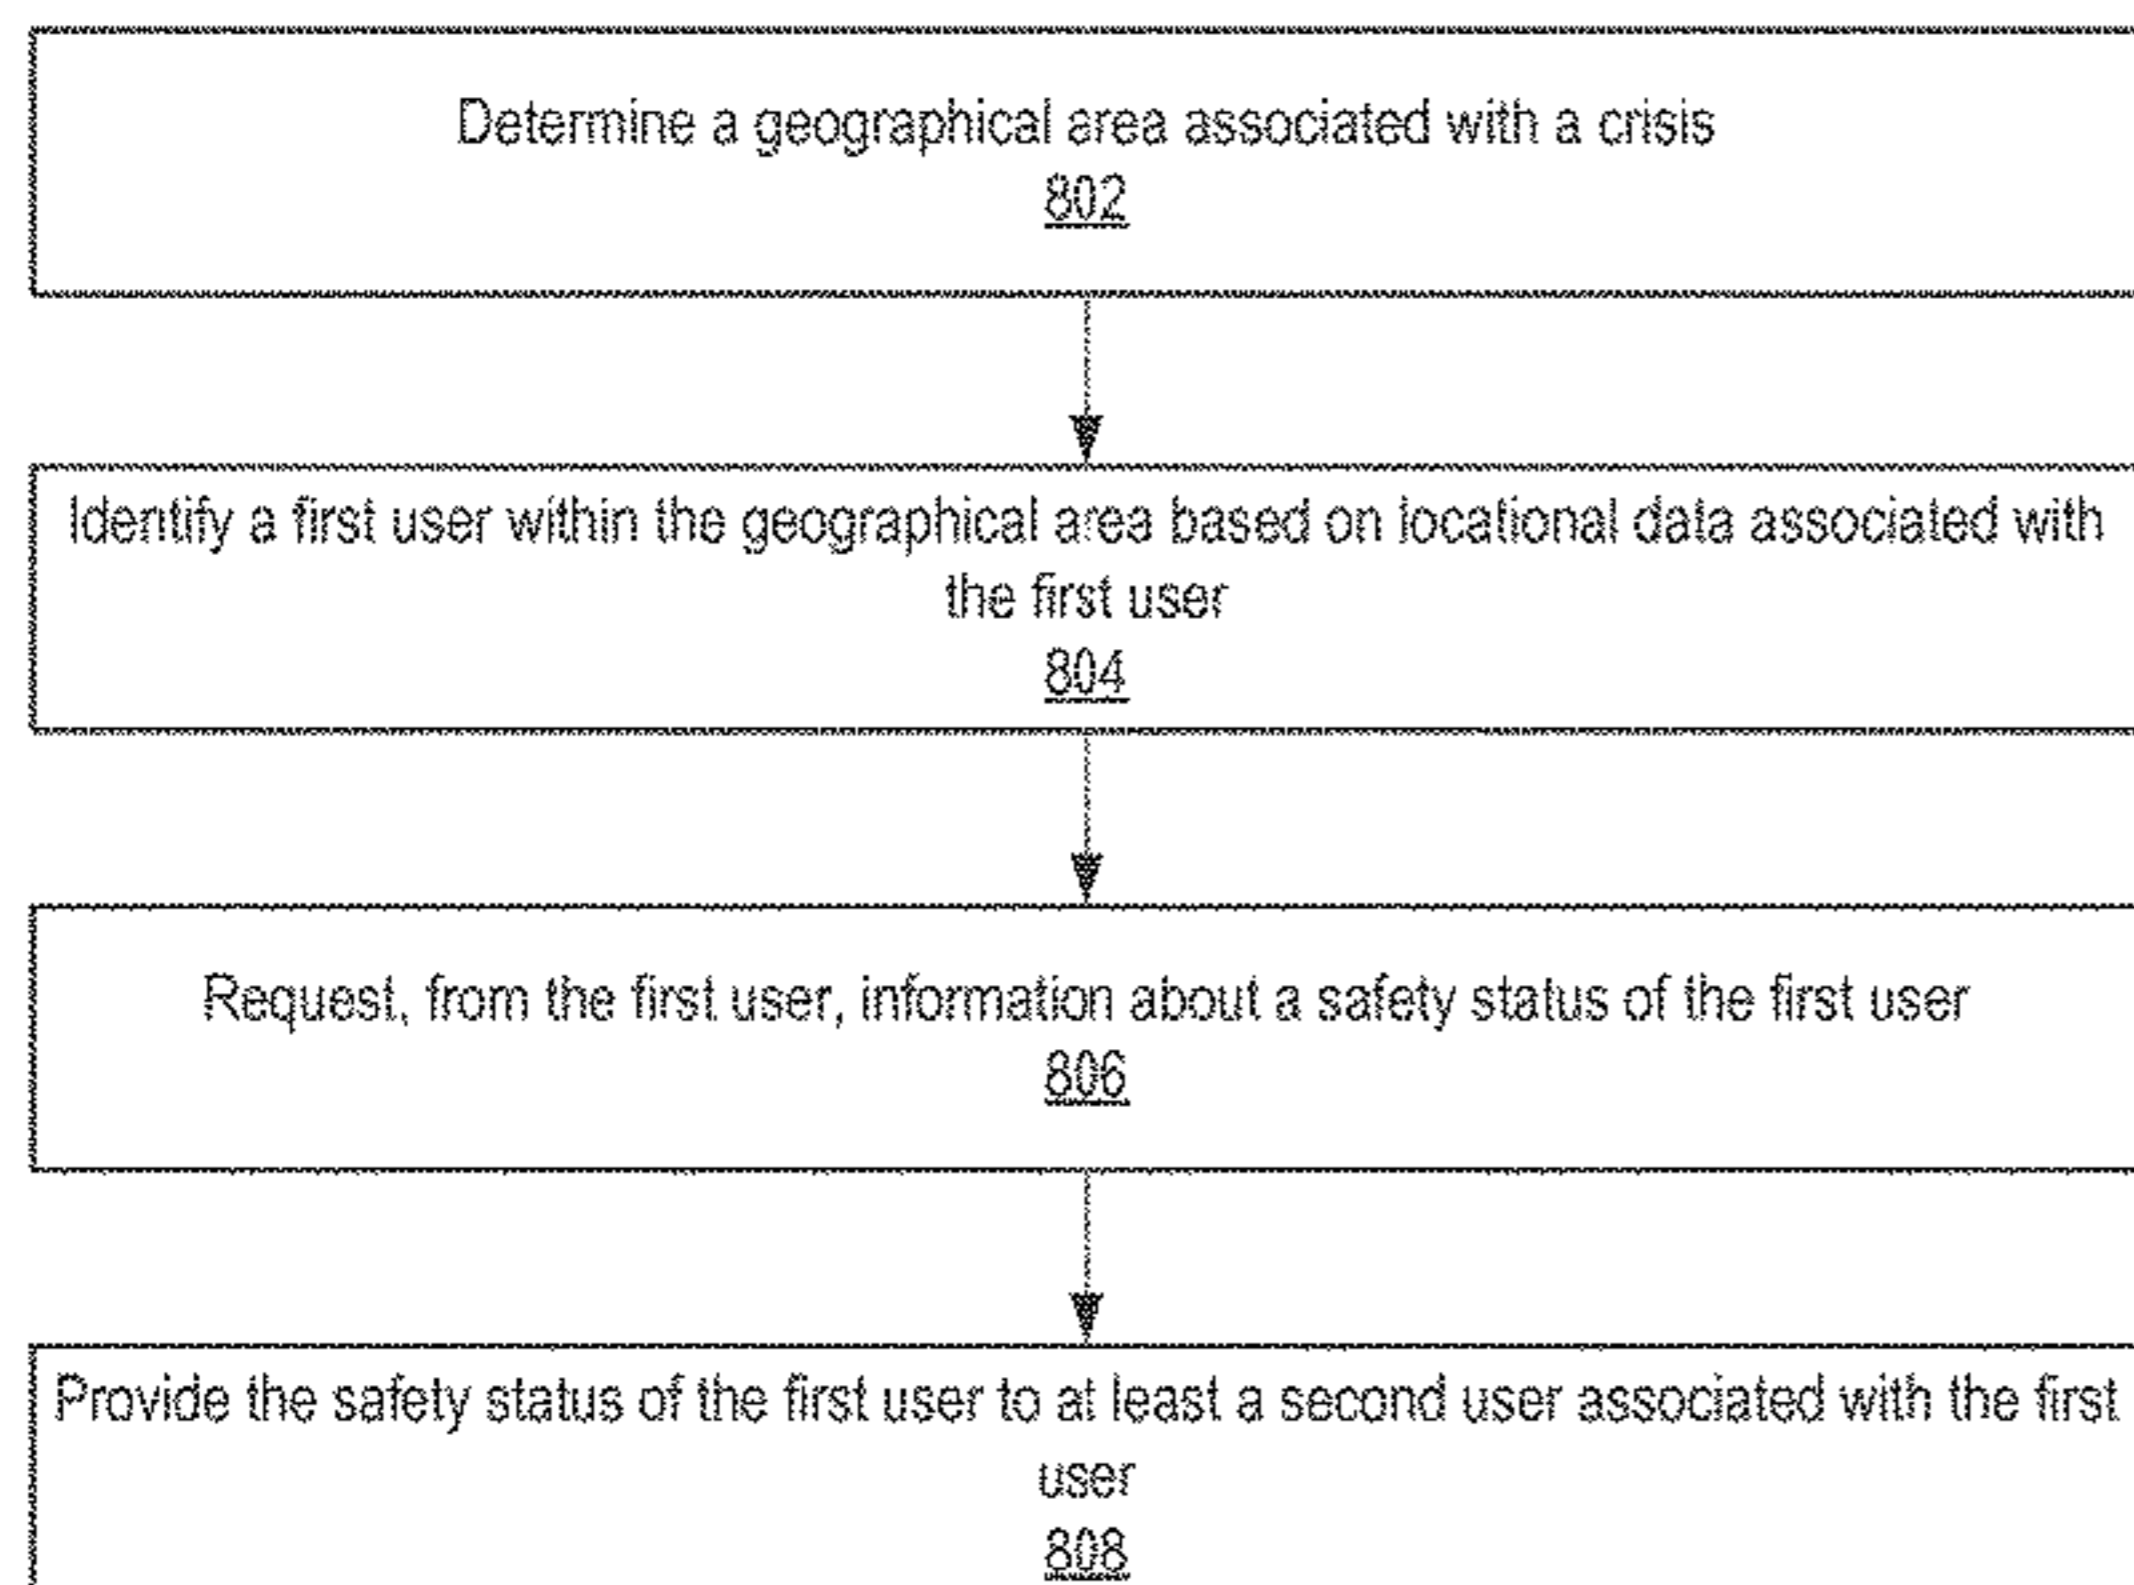 Determine a geographical area associated with a crisis
802
Identify a first user within the geographical area based on locational data associated with
the first user
804
Request, from the first user, information about a safety status of the first user
806
Provide the safety status of the first user to at least a second user associated with the first
user
808